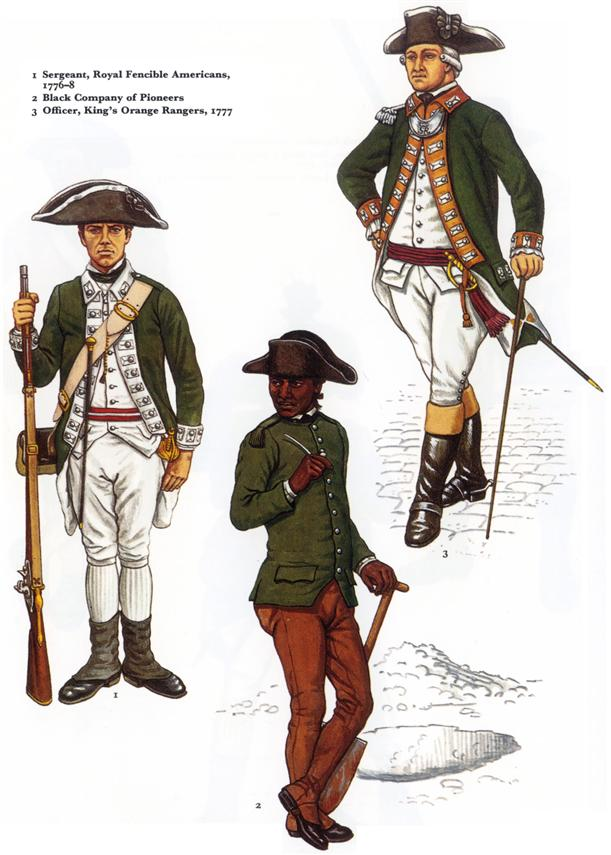 1 Sergeant, Royal Fencible Americans,
1776–8
2 Black Company of Pioneers
3 Officer, King's Orange Rangers, 1777
3
1
2